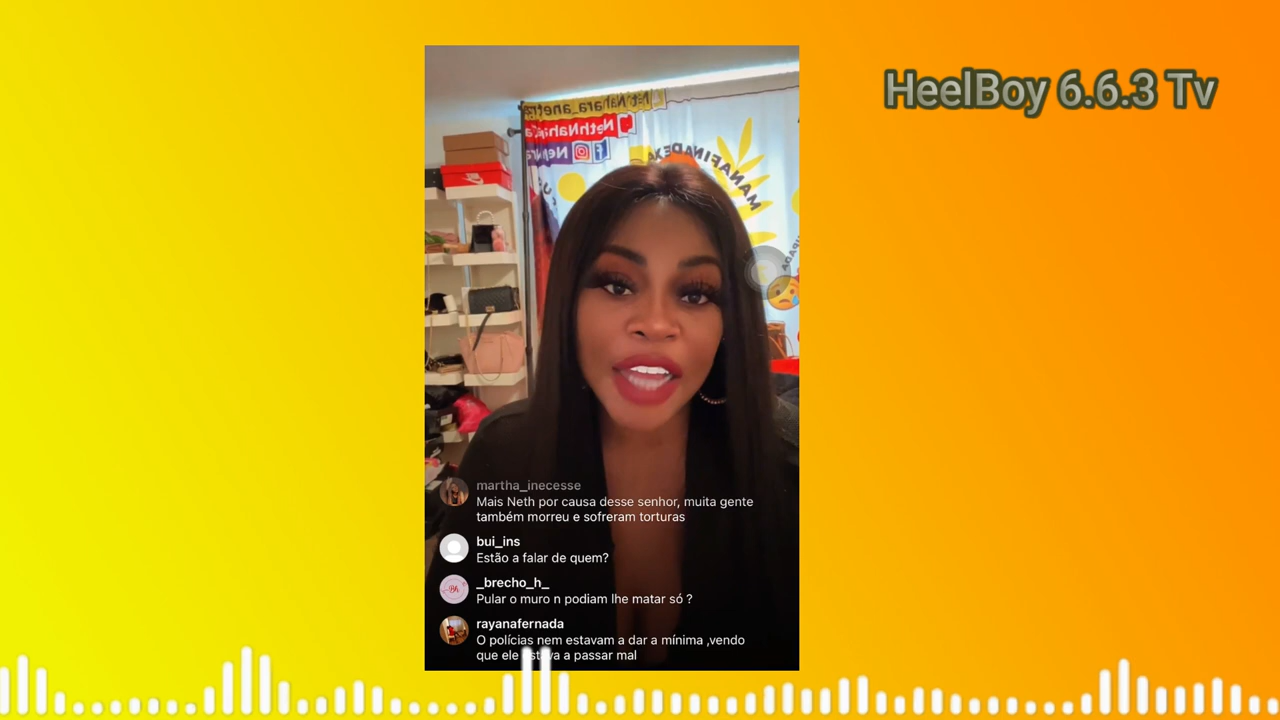 HeelBoy 6.6.3 Tv
MANAFINADEXA
martha_inecesse
Mais Neth por causa desse senhor, muita gente
também morreu e sofreram torturas
bui_ins
Estão a falar de quem?
_brecho_h_
Pular o muro n podiam lhe matar só ?
rayanafernada
O polícias nem estavam a dar a mínima ,vendo
que ele estava a passar mal